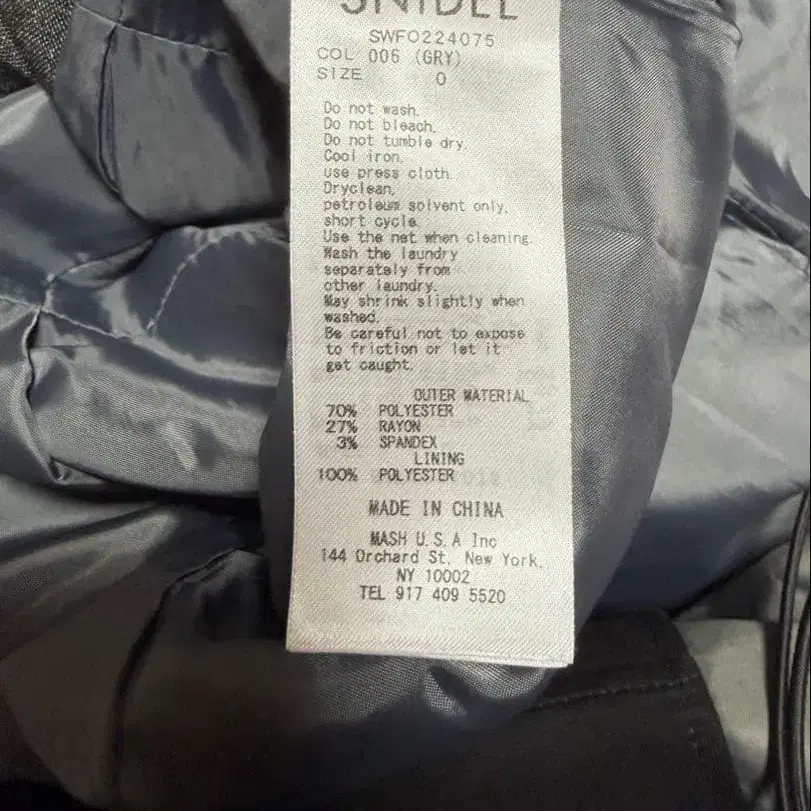 SNIDEL
SWFO224075
COL 006 (GRY)
SIZE 0
Do not wash.
Do not bleach.
Do not tumble dry.
Cool iron,
use press cloth.
Dryclean,
petroleum solvent only,
short cycle.
Use the net when cleaning.
Wash the laundry
separately from
other laundry.
May shrink slightly when
washed.
Be careful not to expose
to friction or let it
get caught.
OUTER MATERIAL
70% POLYESTER
27% RAYON
3% SPANDEX
LINING
100% POLYESTER
MADE IN CHINA
MASH U.S.A Inc
144 Orchard St. New York,
NY 10002
TEL 917 409 5520